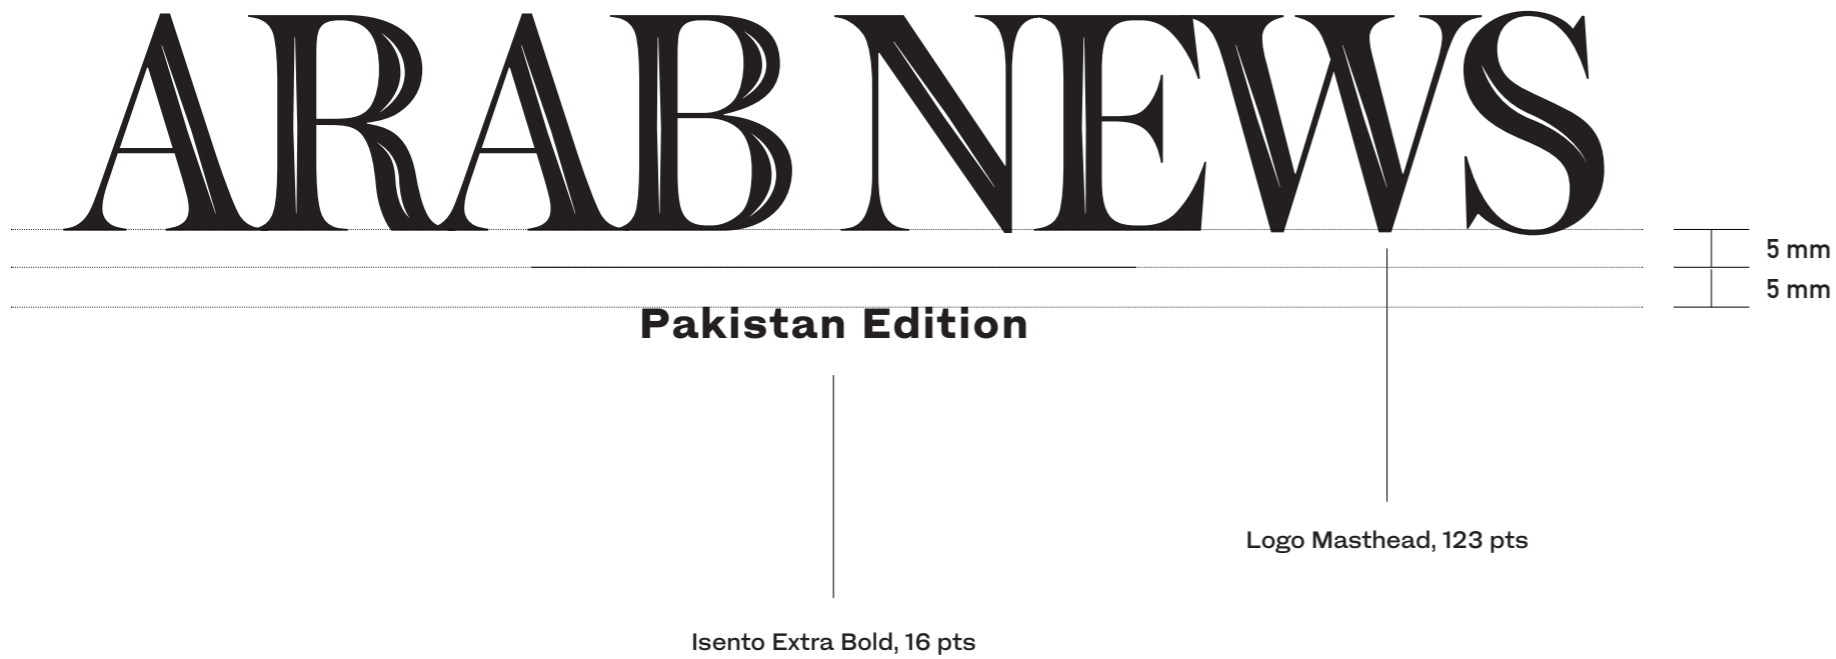 ARAB NEWS
5 mm
5 mm
Pakistan Edition
Logo Masthead, 123 pts
Isento Extra Bold, 16 pts